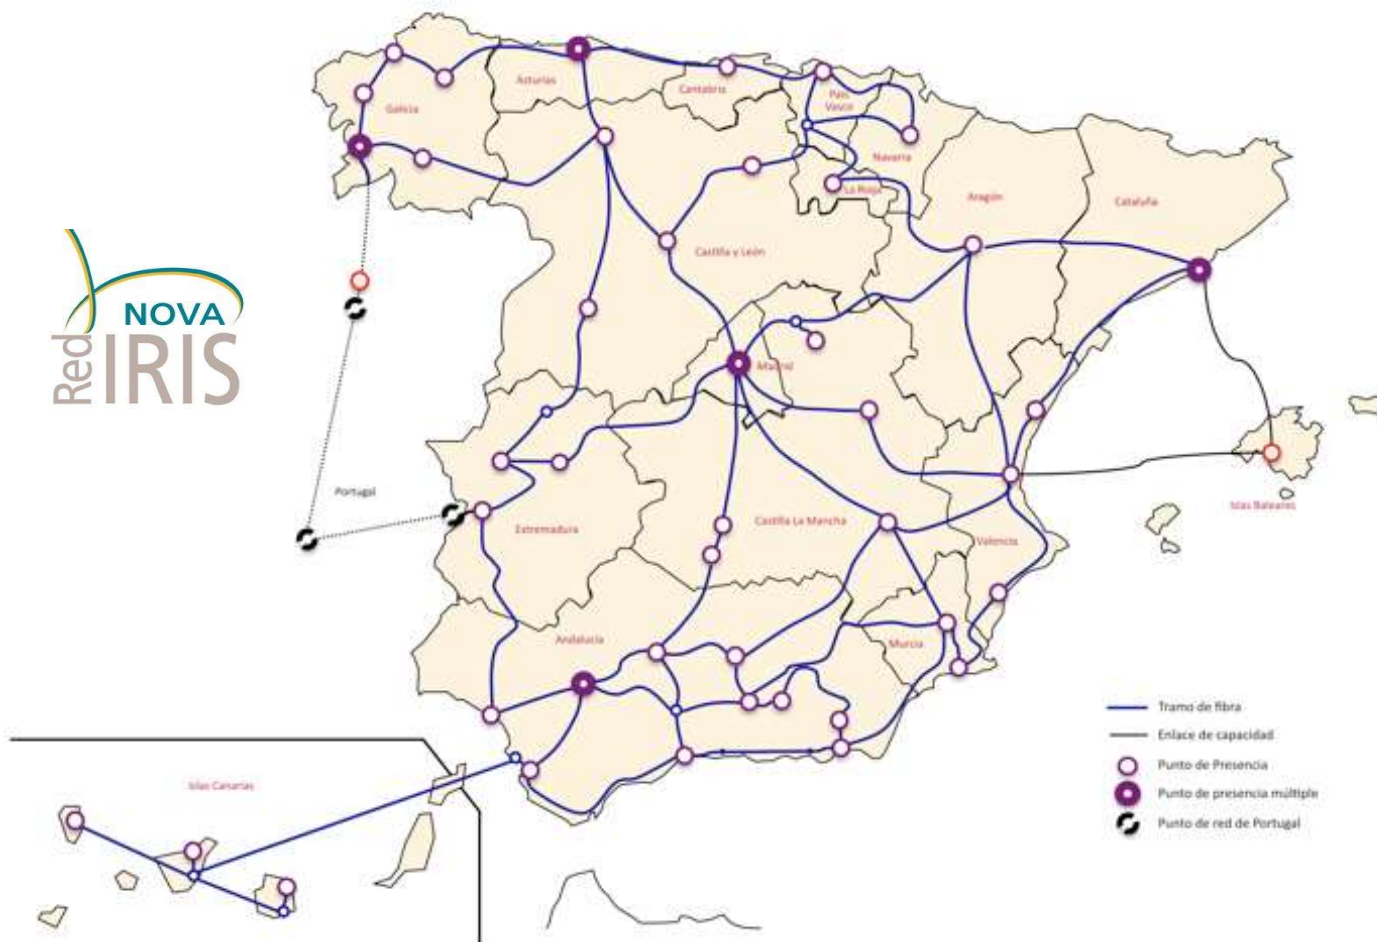 Asturias
Cantabria
País
Vasco
Galicia
Navarra
La Rioja
Aragón
Cataluña
Castilla y León
NOVA
RedIRIS
Madrid
Portugal
Islas Baleares
Extremadura
Castilla La Mancha
Valencia
Andalucía
Murcia
Tramo de fibra
Enlace de capacidad
Punto de Presencia
Punto de presencia múltiple
Punto de red de Portugal
Islas Canarias